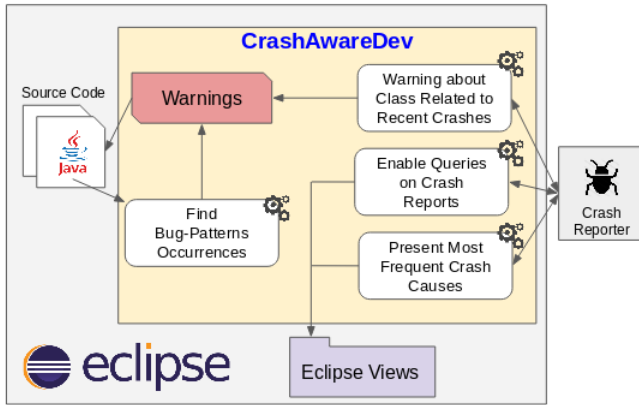 CrashAwareDev
Source Code
Java
Warnings
Warning about
Class Related to
Recent Crashes
Enable Queries
on Crash
Reports
Find
Bug-Patterns
Occurrences
Present Most
Frequent Crash
Causes
Crash
Reporter
eclipse
Eclipse Views